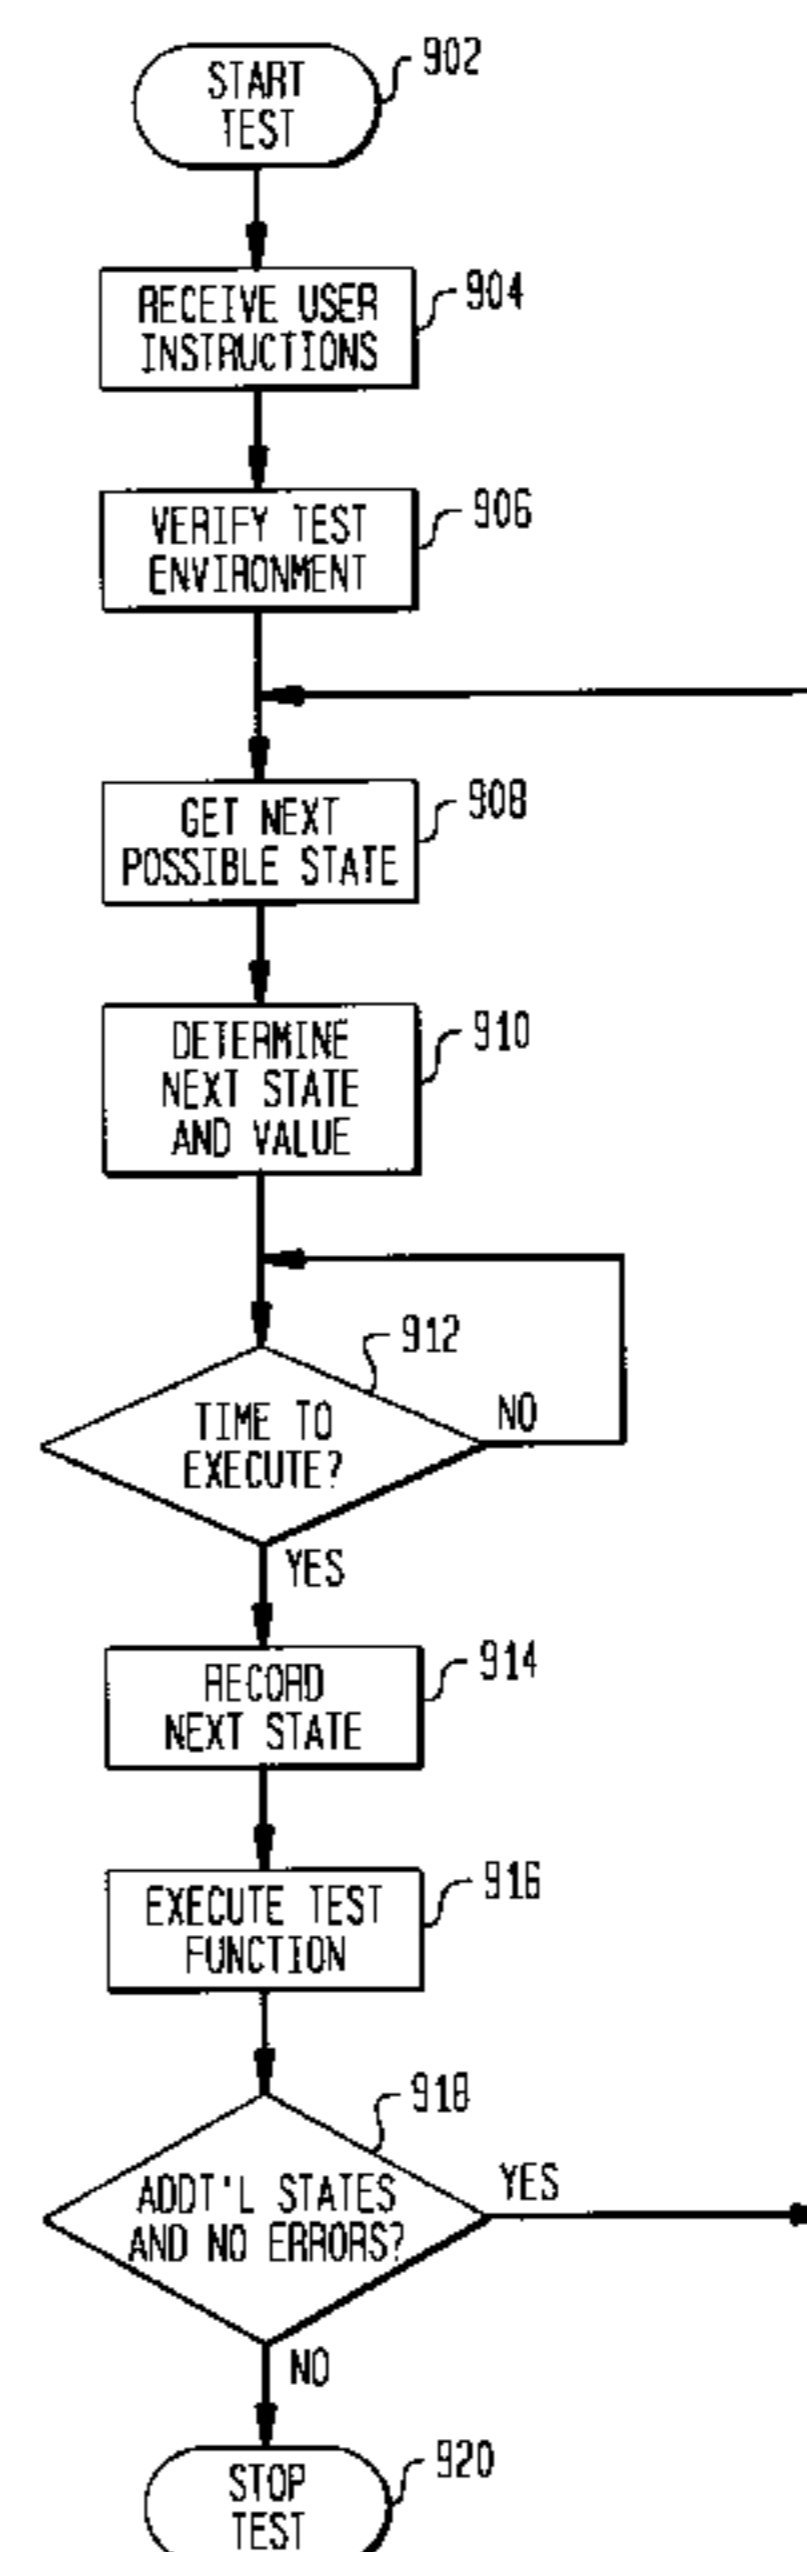 902
START
TEST
904
RECEIVE USER
INSTRUCTIONS
906
VERIFY TEST
ENVIRONMENT
908
GET NEXT
POSSIBLE STATE
910
DETERMINE
NEXT STATE
AND VALUE
912
TIME TO
EXECUTE?
NO
YES
914
RECORD
NEXT STATE
916
EXECUTE TEST
FUNCTION
918
ADDT'L STATES
AND NO ERRORS?
YES
NO
920
STOP
TEST